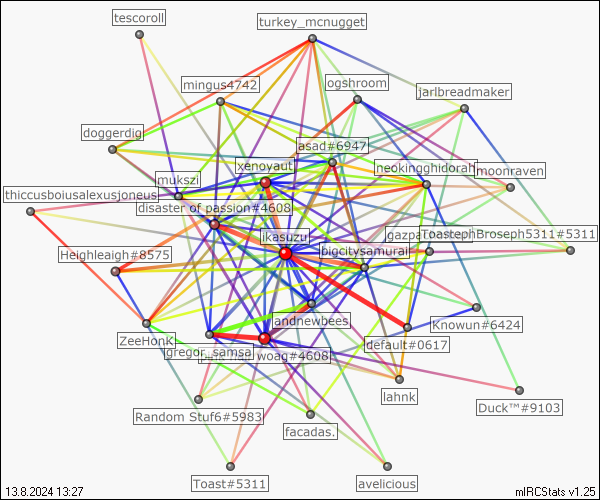 tescoroll
turkey_mcnugget
mingus4742
ogshroom
jarlbreadmaker
doggerdig
asad#6947
xenoyaut
neokingghidorah
moonraven
mukszi
thiccusboiusalexusgoneus
disaster of passion#4608
ikasuzu
gazpa
ToastephBroseph5311#5311
Heighleaigh#8575
bigcitysamurai
andnewbees
Knowun#6424
ZeeHonk
default#0617
gregor_samsa
woag#4608
lahnk
Random Stuf6#5983
Duck™#9103
facadas.
Toast#5311
avelicious
13.8.2024 13:27
mIRCStats v1.25